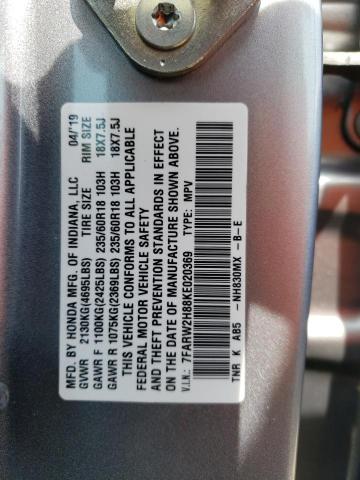 MFD. BY HONDA MFG. OF INDIANA, LLC 04/'19
GVWR 2130KG(4695LBS) TIRE SIZE RIM SIZE
GAWR F 1100KG(2425LBS) 235/60R18 103H 18X7.5J
GAWR R 1075KG(2369LBS) 235/60R18 103H 18X7.5J
THIS VEHICLE CONFORMS TO ALL APPLICABLE
FEDERAL MOTOR VEHICLE SAFETY
AND THEFT PREVENTION STANDARDS IN EFFECT
ON THE DATE OF MANUFACTURE SHOWN ABOVE.
V.I.N.: 7FARW2H88KE020369 TYPE: MPV
TNR K AB5 -NH830MX -B-E